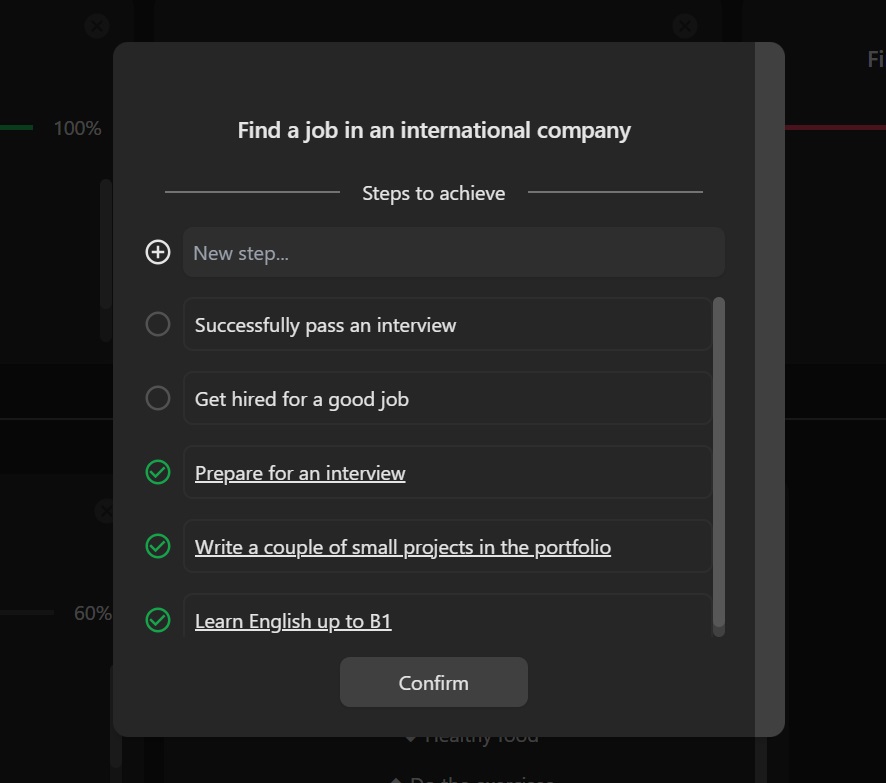 Fi
100%
Find a job in an international company
Steps to achieve
New step...
Successfully pass an interview
Get hired for a good job
Prepare for an interview
Write a couple of small projects in the portfolio
Learn English up to B1
60%
Confirm
Healthy food
Do the exercises